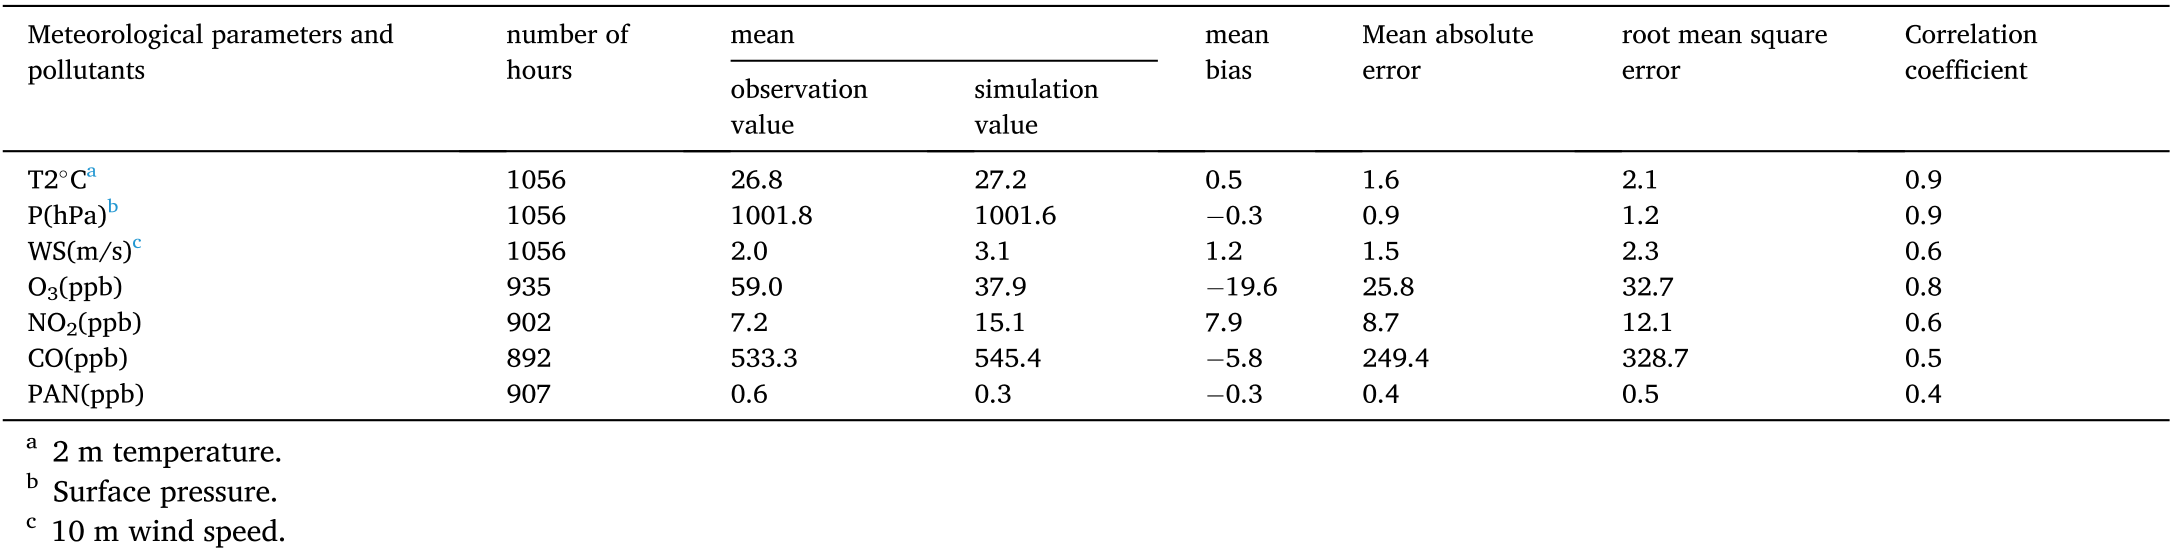 Meteorological parameters and pollutants number of hours mean mean bias Mean absolute error root mean square error Correlation coefficient
observation value simulation value
T2°Cᵃ 1056 26.8 27.2 0.5 1.6 2.1 0.9
P(hPa)ᵇ 1056 1001.8 1001.6 −0.3 0.9 1.2 0.9
WS(m/s)ᶜ 1056 2.0 3.1 1.2 1.5 2.3 0.6
O₃(ppb) 935 59.0 37.9 −19.6 25.8 32.7 0.8
NO₂(ppb) 902 7.2 15.1 7.9 8.7 12.1 0.6
CO(ppb) 892 533.3 545.4 −5.8 249.4 328.7 0.5
PAN(ppb) 907 0.6 0.3 −0.3 0.4 0.5 0.4
ᵃ 2 m temperature.
ᵇ Surface pressure.
ᶜ 10 m wind speed.